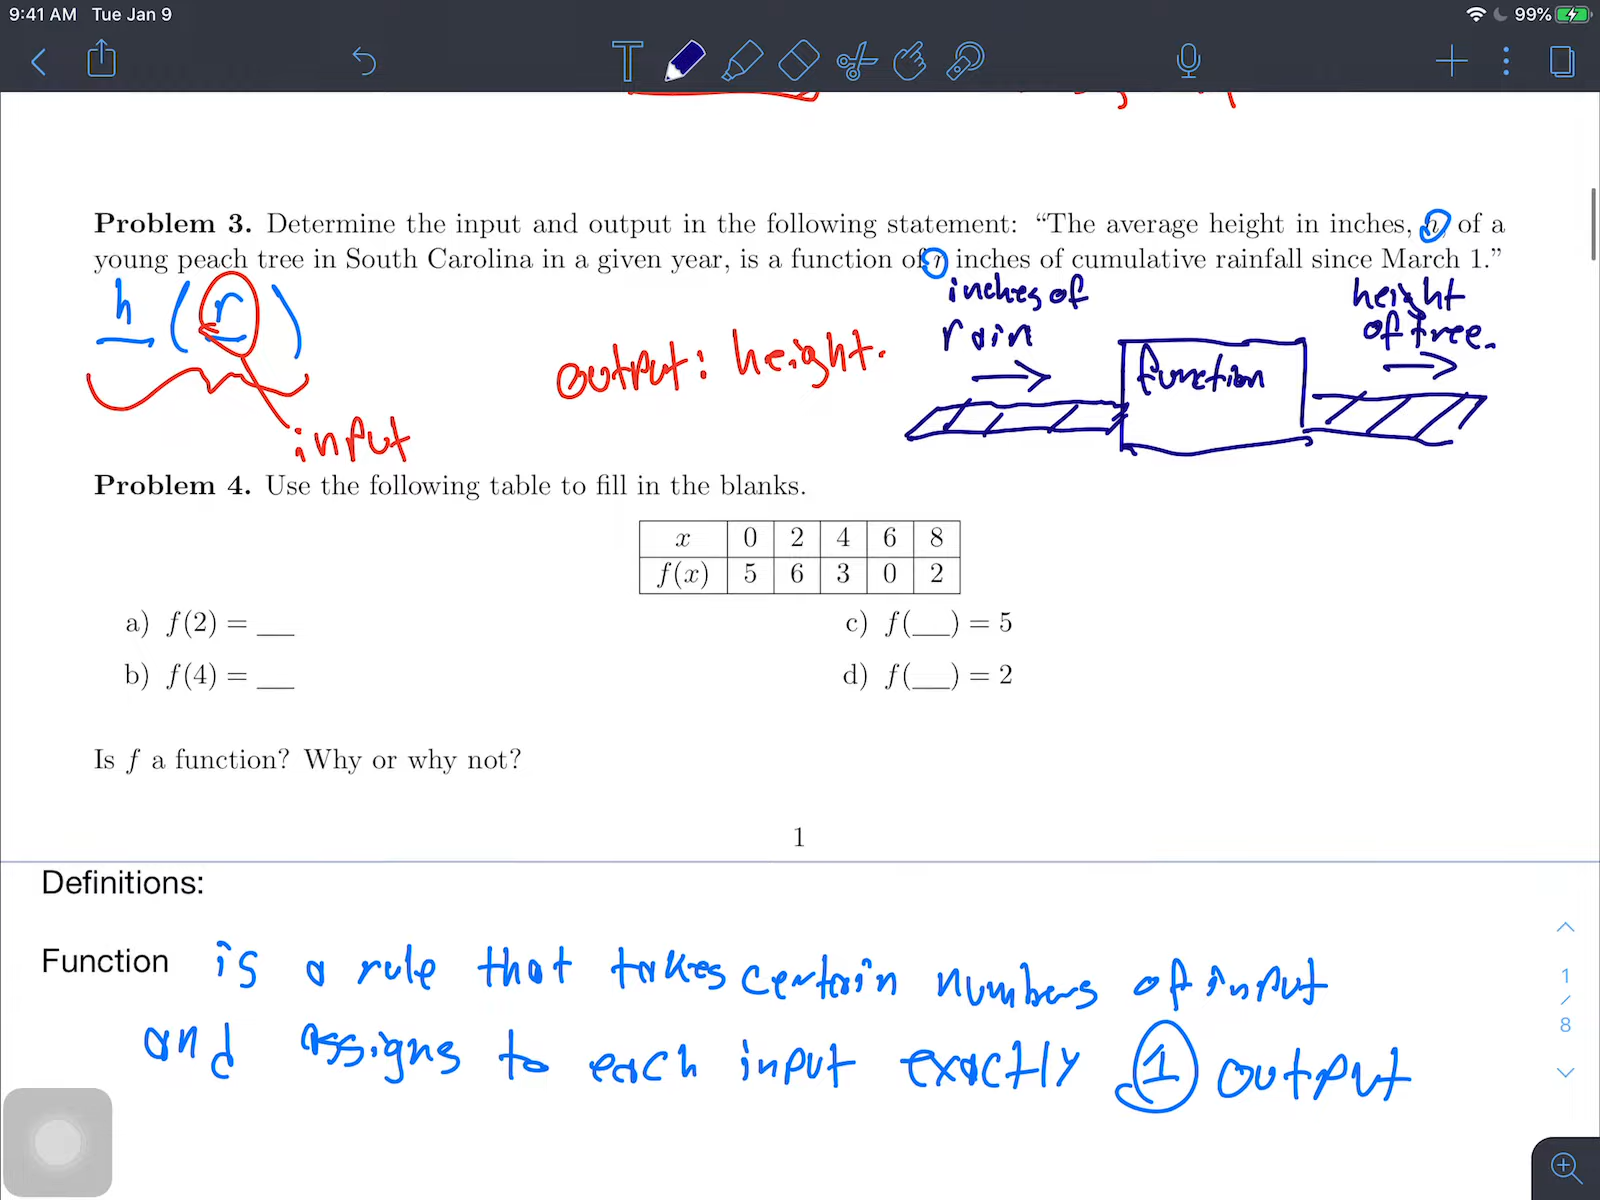 9:41 AM Tue Jan 9
99%
Problem 3. Determine the input and output in the following statement: “The average height in inches, h, of a
young peach tree in South Carolina in a given year, is a function of r inches of cumulative rainfall since March 1.”
h (r)
input
output: height.
inches of
rain
function
height
of tree.
Problem 4. Use the following table to fill in the blanks.
x 0 2 4 6 8
f(x) 5 6 3 0 2
a) f(2) = __
c) f(__) = 5
b) f(4) = __
d) f(__) = 2
Is f a function? Why or why not?
1
Definitions:
Function is a rule that takes certain numbers of input
and assigns to each input exactly 1 output
1
/
8